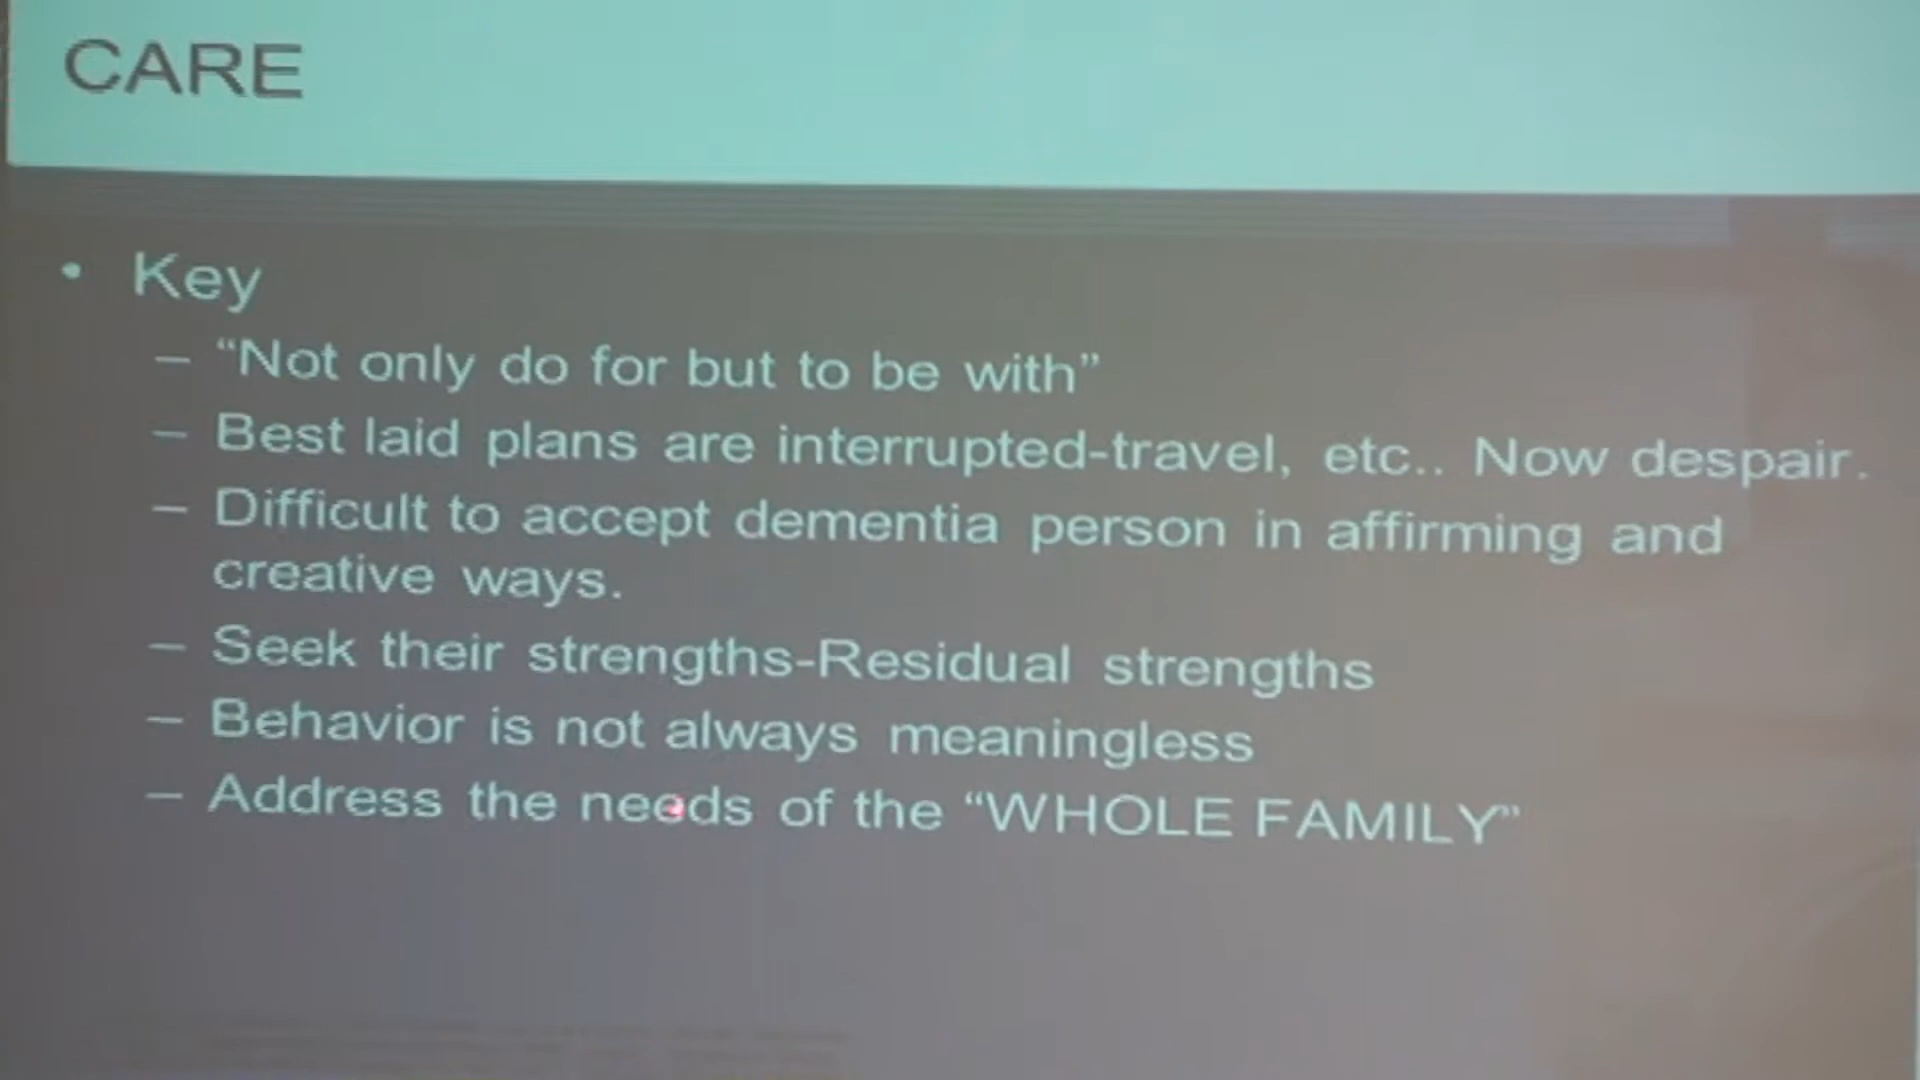 CARE
• Key
– “Not only do for but to be with”
– Best laid plans are interrupted-travel, etc.. Now despair.
– Difficult to accept dementia person in affirming and
creative ways.
– Seek their strengths-Residual strengths
– Behavior is not always meaningless
– Address the needs of the “WHOLE FAMILY”